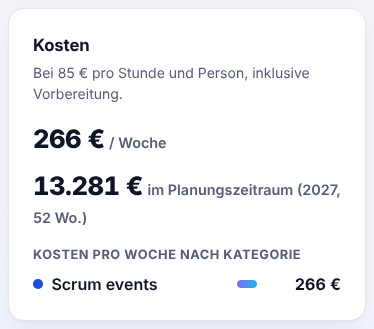 Kosten
Bei 85 € pro Stunde und Person, inklusive
Vorbereitung.
266 € / Woche
13.281 € im Planungszeitraum (2027,
52 Wo.)
KOSTEN PRO WOCHE NACH KATEGORIE
Scrum events 266 €